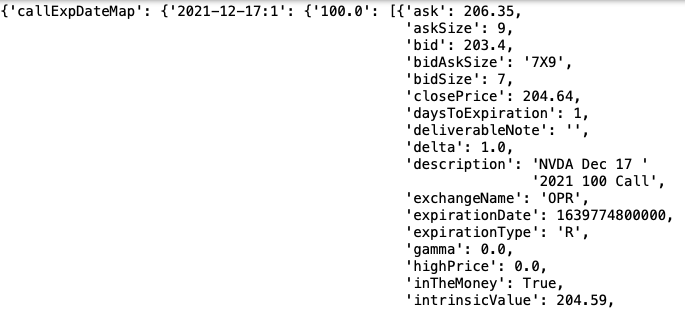 {'callExpDateMap': {'2021-12-17:1': {'100.0': [{'ask': 206.35,
'askSize': 9,
'bid': 203.4,
'bidAskSize': '7X9',
'bidSize': 7,
'closePrice': 204.64,
'daysToExpiration': 1,
'deliverableNote': '',
'delta': 1.0,
'description': 'NVDA Dec 17 '
'2021 100 Call',
'exchangeName': 'OPR',
'expirationDate': 1639774800000,
'expirationType': 'R',
'gamma': 0.0,
'highPrice': 0.0,
'inTheMoney': True,
'intrinsicValue': 204.59,